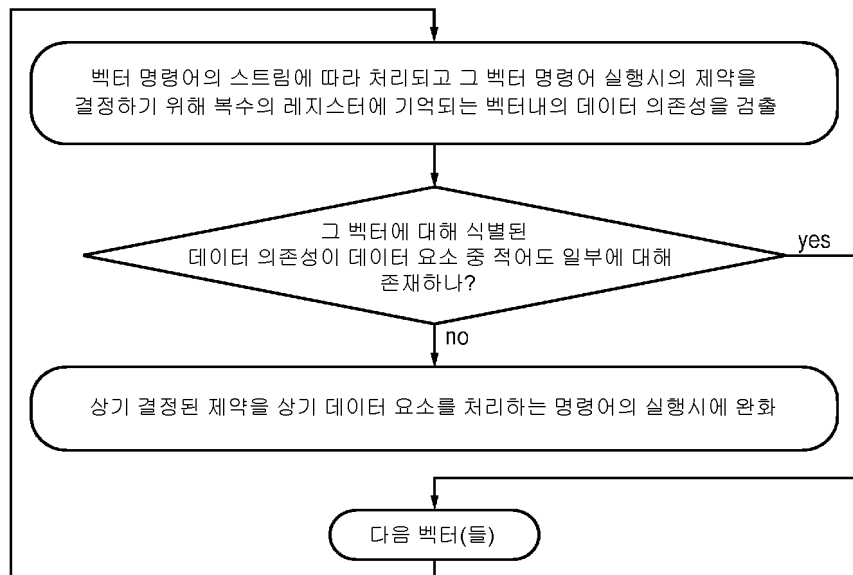 벡터 명령어의 스트림에 따라 처리되고 그 벡터 명령어 실행시의 제약을
결정하기 위해 복수의 레지스터에 기억되는 벡터내의 데이터 의존성을 검출
그 벡터에 대해 식별된
데이터 의존성이 데이터 요소 중 적어도 일부에 대해
존재하나?
yes
no
상기 결정된 제약을 상기 데이터 요소를 처리하는 명령어의 실행시에 완화
다음 벡터(들)